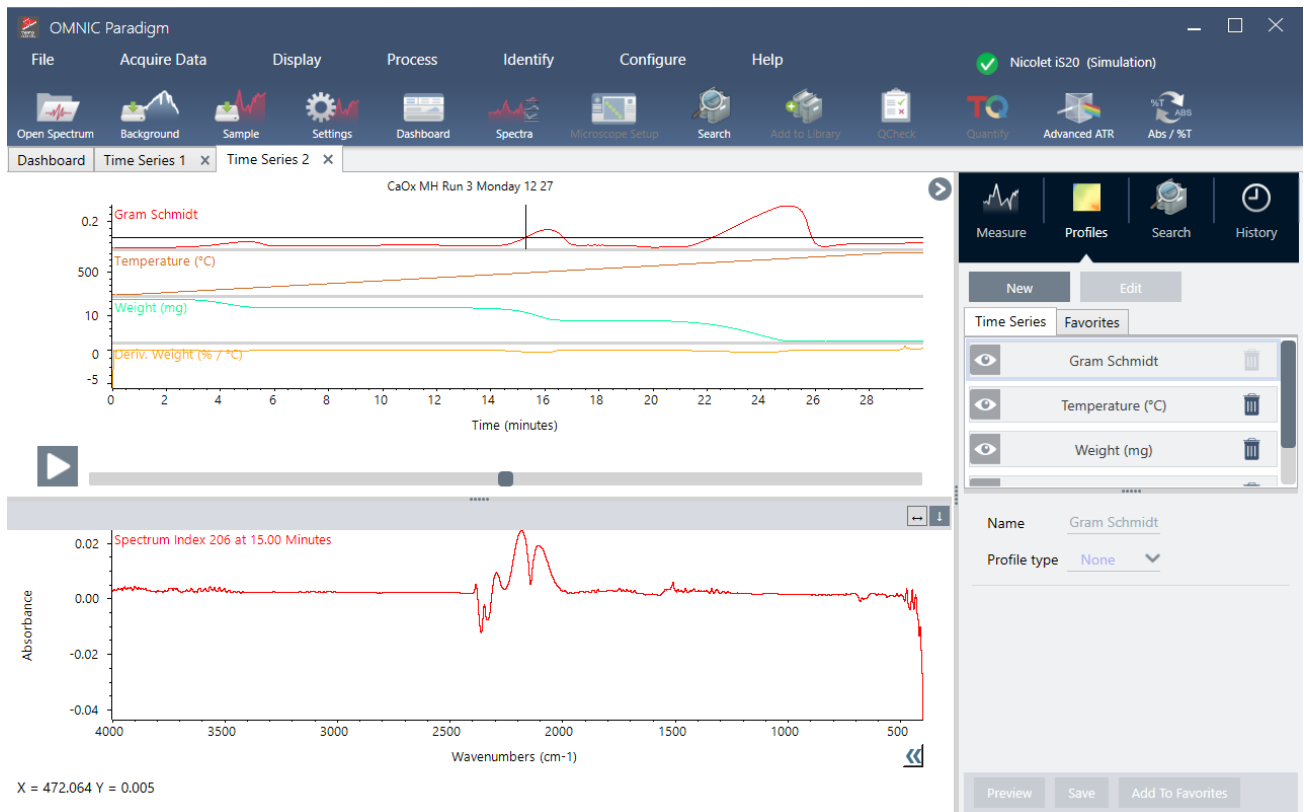 OMNIC Paradigm
File Acquire Data Display Process Identify Configure Help Nicolet iS20 (Simulation)
Open Spectrum Background Sample Settings Dashboard Spectra Microscope Setup Search Add to Library QCheck Quantify Advanced ATR Abs / %T
TQ %T ABS
Dashboard Time Series 1 Time Series 2
CaOx MH Run 3 Monday 12 27
Gram Schmidt
0.2
Temperature (°C)
500
Weight (mg)
10
Deriv. Weight (% / °C)
0
-5
0 2 4 6 8 10 12 14 16 18 20 22 24 26 28
Time (minutes)
Spectrum Index 206 at 15.00 Minutes
0.02
0.00
-0.02
-0.04
Absorbance
4000 3500 3000 2500 2000 1500 1000 500
Wavenumbers (cm-1)
X = 472.064 Y = 0.005
Measure Profiles Search History
New Edit
Time Series Favorites
Gram Schmidt
Temperature (°C)
Weight (mg)
Name Gram Schmidt
Profile type None
Preview Save Add To Favorites